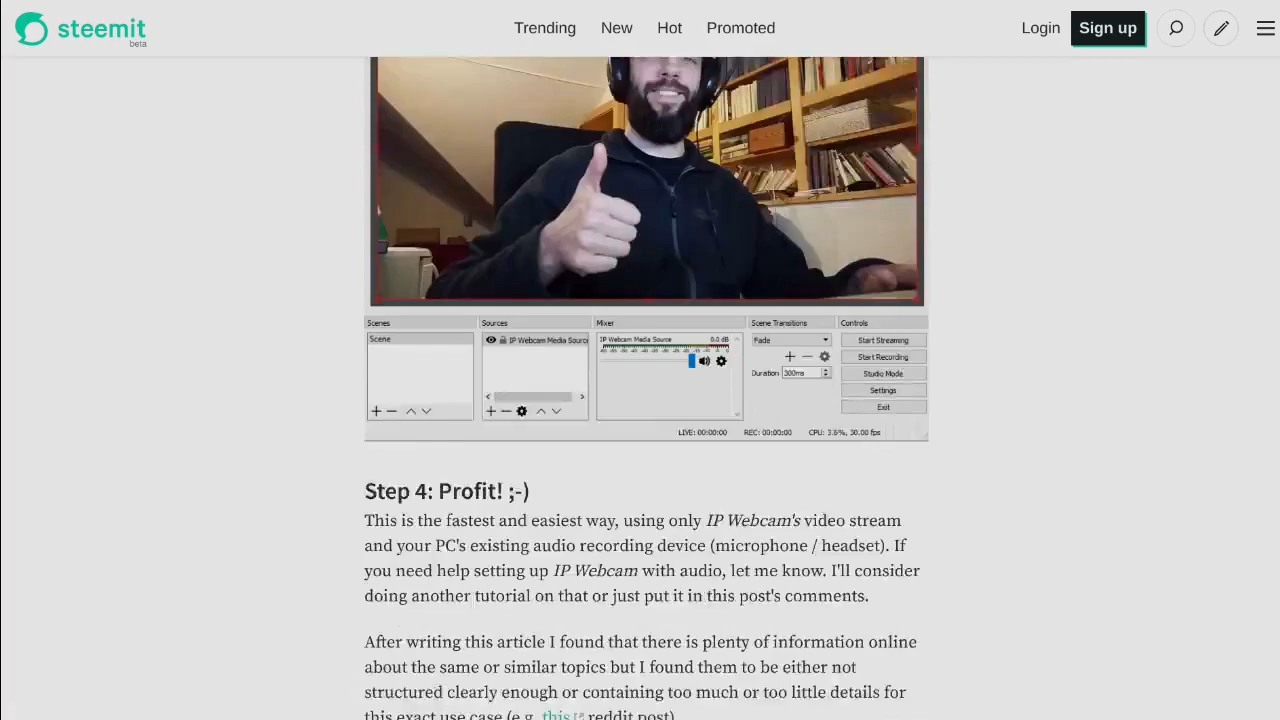 steemit
beta
Trending New Hot Promoted
Login Sign up
Scenes
Scene
Sources
IP Webcam Media Sourc
Mixer
IP Webcam Media Source 0.0 dB
Scene Transitions
Fade
Duration 300ms
Controls
Start Streaming
Start Recording
Studio Mode
Settings
Exit
LIVE: 00:00:00 REC: 00:00:00 CPU: 3.6%, 30.00 fps
Step 4: Profit! ;-)
This is the fastest and easiest way, using only IP Webcam's video stream
and your PC's existing audio recording device (microphone / headset). If
you need help setting up IP Webcam with audio, let me know. I'll consider
doing another tutorial on that or just put it in this post's comments.
After writing this article I found that there is plenty of information online
about the same or similar topics but I found them to be either not
structured clearly enough or containing too much or too little details for
this exact use case (e.g. this reddit post).